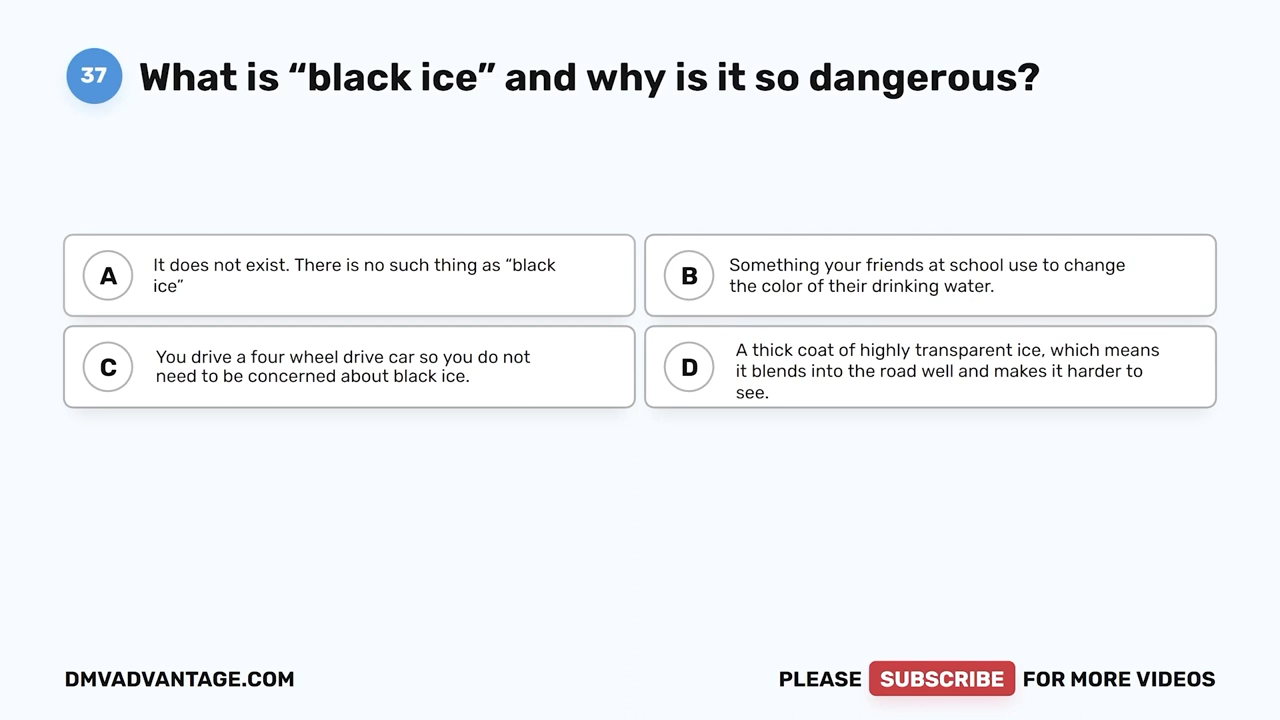 37
What is “black ice” and why is it so dangerous?
A
It does not exist. There is no such thing as “black
ice”
B
Something your friends at school use to change
the color of their drinking water.
C
You drive a four wheel drive car so you do not
need to be concerned about black ice.
D
A thick coat of highly transparent ice, which means
it blends into the road well and makes it harder to
see.
DMVADVANTAGE.COM
PLEASE SUBSCRIBE FOR MORE VIDEOS